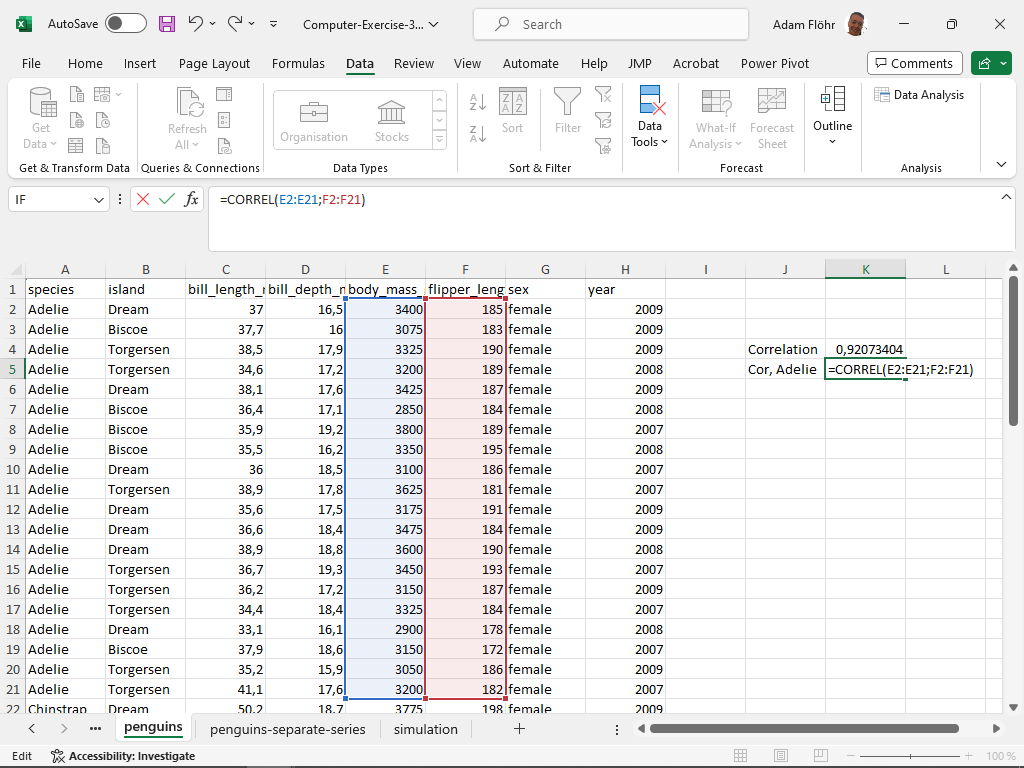 AutoSave Computer-Exercise-3... Search Adam Flöhr
File Home Insert Page Layout Formulas Data Review View Automate Help JMP Acrobat Power Pivot Comments
Get Data Refresh All Organisation Stocks Sort Filter Data Tools What-If Analysis Forecast Sheet Outline Data Analysis
Get & Transform Data Queries & Connections Data Types Sort & Filter Forecast Analysis
IF fx =CORREL(E2:E21;F2:F21)
A B C D E F G H I J K L
1 species island bill_length_ bill_depth_ body_mass_ flipper_leng sex year
2 Adelie Dream 37 16,5 3400 185 female 2009
3 Adelie Biscoe 37,7 16 3075 183 female 2009
4 Adelie Torgersen 38,5 17,9 3325 190 female 2009 Correlation 0,92073404
5 Adelie Torgersen 34,6 17,2 3200 189 female 2008 Cor, Adelie =CORREL(E2:E21;F2:F21)
6 Adelie Dream 38,1 17,6 3425 187 female 2009
7 Adelie Biscoe 36,4 17,1 2850 184 female 2008
8 Adelie Biscoe 35,9 19,2 3800 189 female 2007
9 Adelie Biscoe 35,5 16,2 3350 195 female 2008
10 Adelie Dream 36 18,5 3100 186 female 2007
11 Adelie Torgersen 38,9 17,8 3625 181 female 2007
12 Adelie Dream 35,6 17,5 3175 191 female 2009
13 Adelie Dream 36,6 18,4 3475 184 female 2009
14 Adelie Dream 38,9 18,8 3600 190 female 2008
15 Adelie Torgersen 36,7 19,3 3450 193 female 2007
16 Adelie Torgersen 36,2 17,2 3150 187 female 2009
17 Adelie Torgersen 34,4 18,4 3325 184 female 2007
18 Adelie Dream 33,1 16,1 2900 178 female 2008
19 Adelie Biscoe 37,9 18,6 3150 172 female 2007
20 Adelie Torgersen 35,2 15,9 3050 186 female 2009
21 Adelie Torgersen 41,1 17,6 3200 182 female 2007
22 Chinstrap Dream 50,2 18,7 3775 198 female 2009
penguins penguins-separate-series simulation
Edit Accessibility: Investigate 100 %